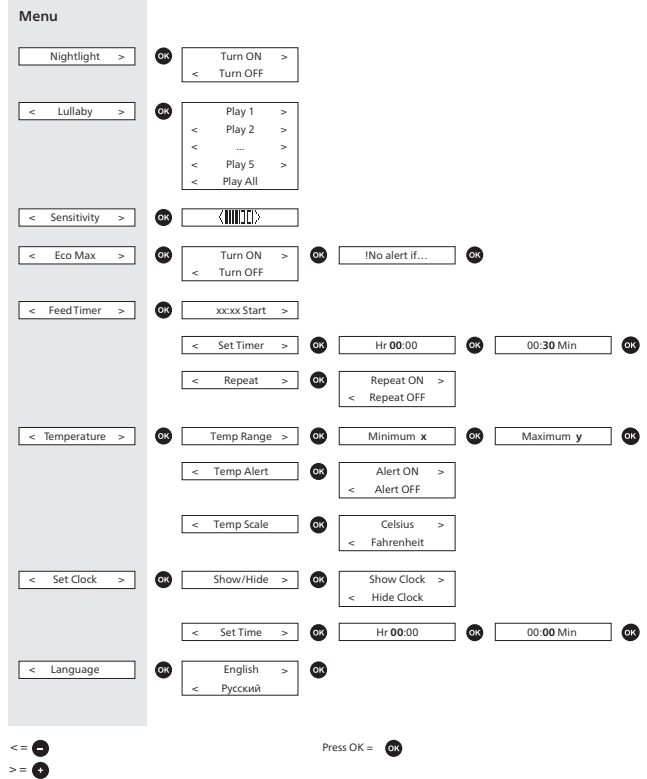 Menu
Nightlight > OK Turn ON >
< Turn OFF
< Lullaby > OK Play 1 >
< Play 2 >
< ... >
< Play 5 >
< Play All
< Sensitivity > OK
< Eco Max > OK Turn ON > OK !No alert if... OK
< Turn OFF
< Feed Timer > OK xx:xx Start >
< Set Timer > OK Hr 00:00 OK 00:30 Min OK
< Repeat > OK Repeat ON >
< Repeat OFF
< Temperature > OK Temp Range > OK Minimum x OK Maximum y OK
< Temp Alert OK Alert ON >
< Alert OFF
< Temp Scale OK Celsius >
< Fahrenheit
< Set Clock > OK Show/Hide > OK Show Clock >
< Hide Clock
< Set Time > OK Hr 00:00 OK 00:00 Min OK
< Language OK English > OK
< Русский
< = -
Press OK = OK
> = +